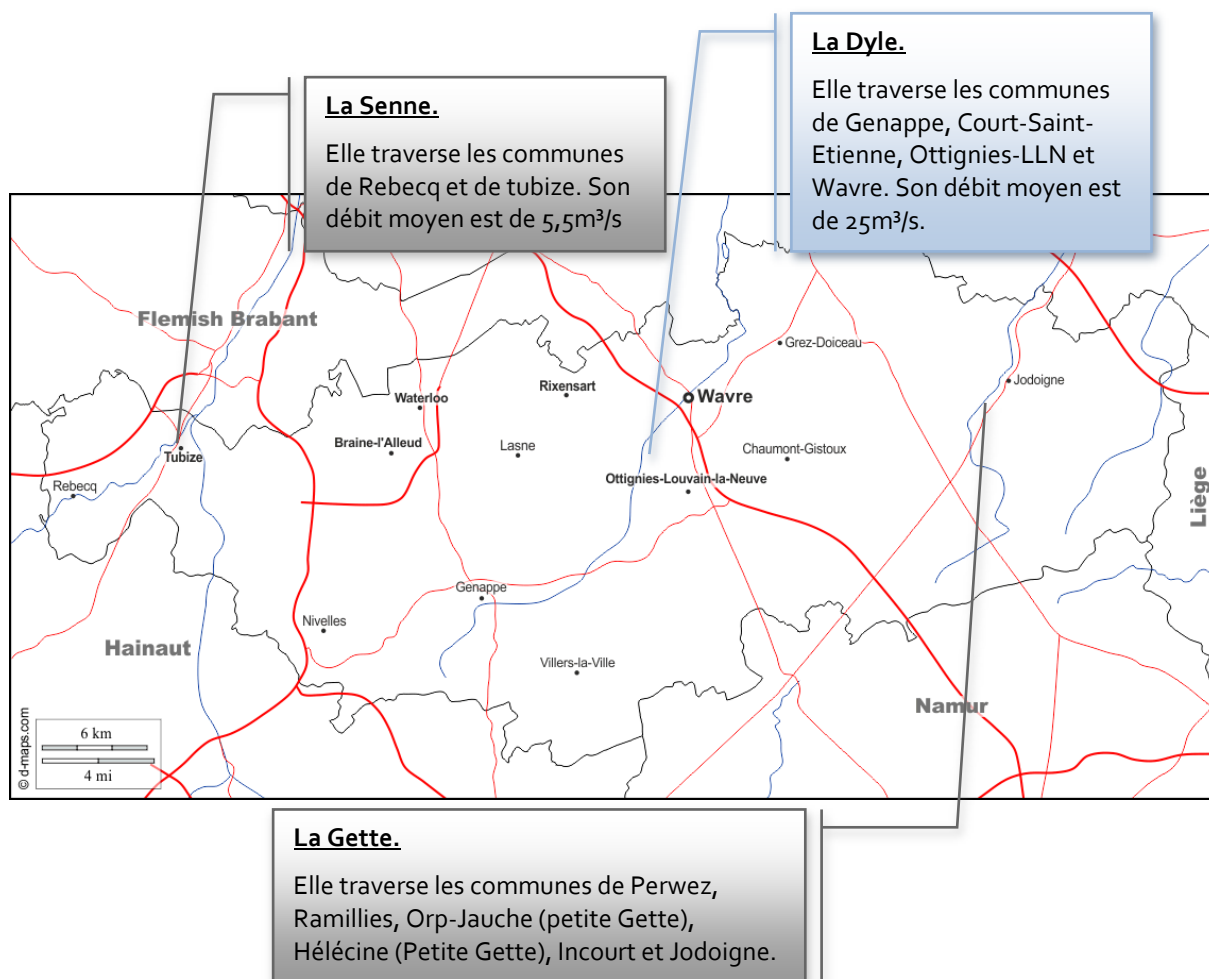 La Dyle.
Elle traverse les communes
de Genappe, Court-Saint-
Etienne, Ottignies-LLN et
Wavre. Son débit moyen est
de 25m³/s.
La Senne.
Elle traverse les communes
de Rebecq et de tubize. Son
débit moyen est de 5,5m³/s
Flemish Brabant
Grez-Doiceau
Jodoigne
Rixensart
Wavre
Waterloo
Braine-l'Alleud
Lasne
Chaumont-Gistoux
Tubize
Rebecq
Ottignies-Louvain-la-Neuve
Liège
Genappe
Nivelles
Hainaut
Villers-la-Ville
Namur
6 km
4 mi
© d-maps.com
La Gette.
Elle traverse les communes de Perwez,
Ramillies, Orp-Jauche (petite Gette),
Hélécine (Petite Gette), Incourt et Jodoigne.